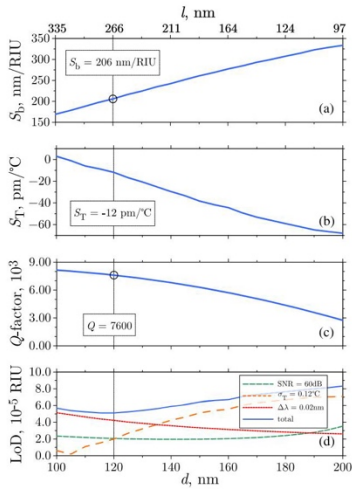 l, nm
335 266 211 164 124 97
350
300
250
200
150
S_b, nm/RIU
S_b = 206 nm/RIU
(a)
0
−20
−40
−60
S_T, pm/°C
S_T = -12 pm/°C
(b)
9.00
6.00
3.00
0.00
Q-factor, 10^3
Q = 7600
(c)
10.0
8.0
6.0
4.0
2.0
0.0
LoD, 10^-5 RIU
SNR = 60dB
σ_T = 0.12°C
Δλ = 0.02nm
total
(d)
100 120 140 160 180 200
d, nm